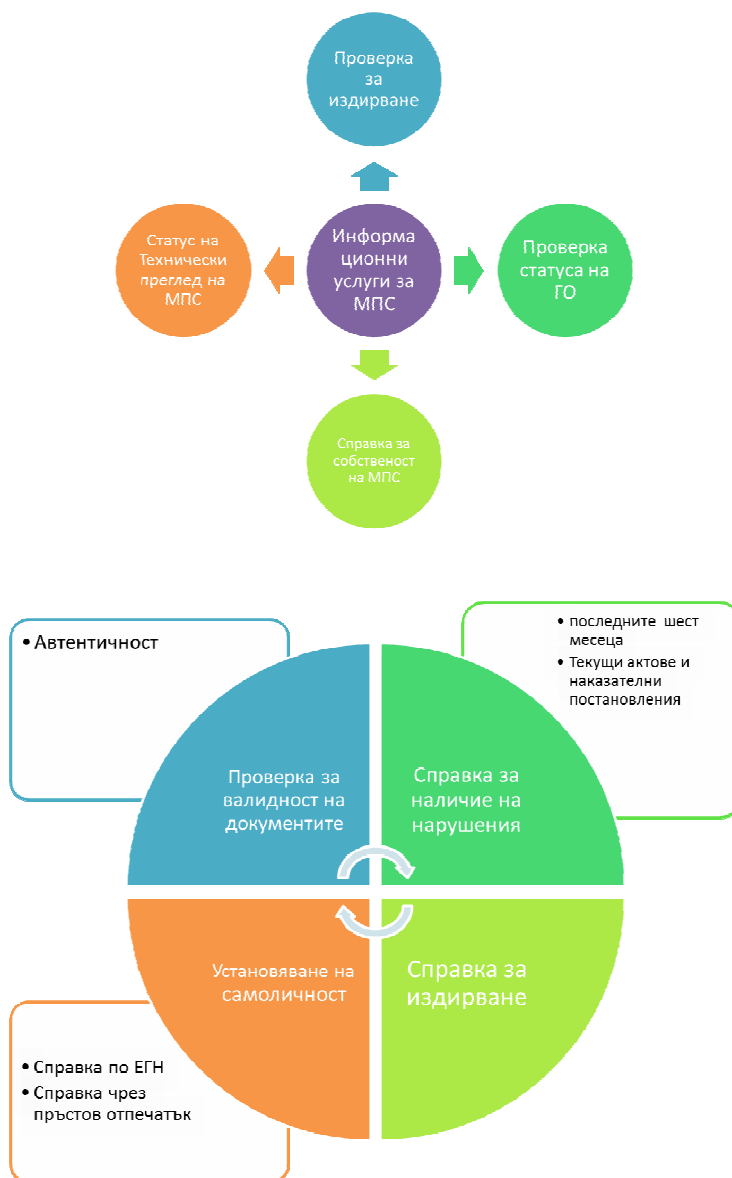 Проверка
за
издирване
Статус на
Технически
преглед на
МПС
Информа
ционни
услуги за
МПС
Проверка
статуса на
ГО
Справка за
собственост
на МПС
• Автентичност
• последните шест
месеца
• Текущи актове и
наказателни
постановления
Проверка за
валидност на
документите
Справка за
наличие на
нарушения
Установяване на
самоличност
Справка за
издирване
• Справка по ЕГН
• Справка чрез
пръстов отпечатък